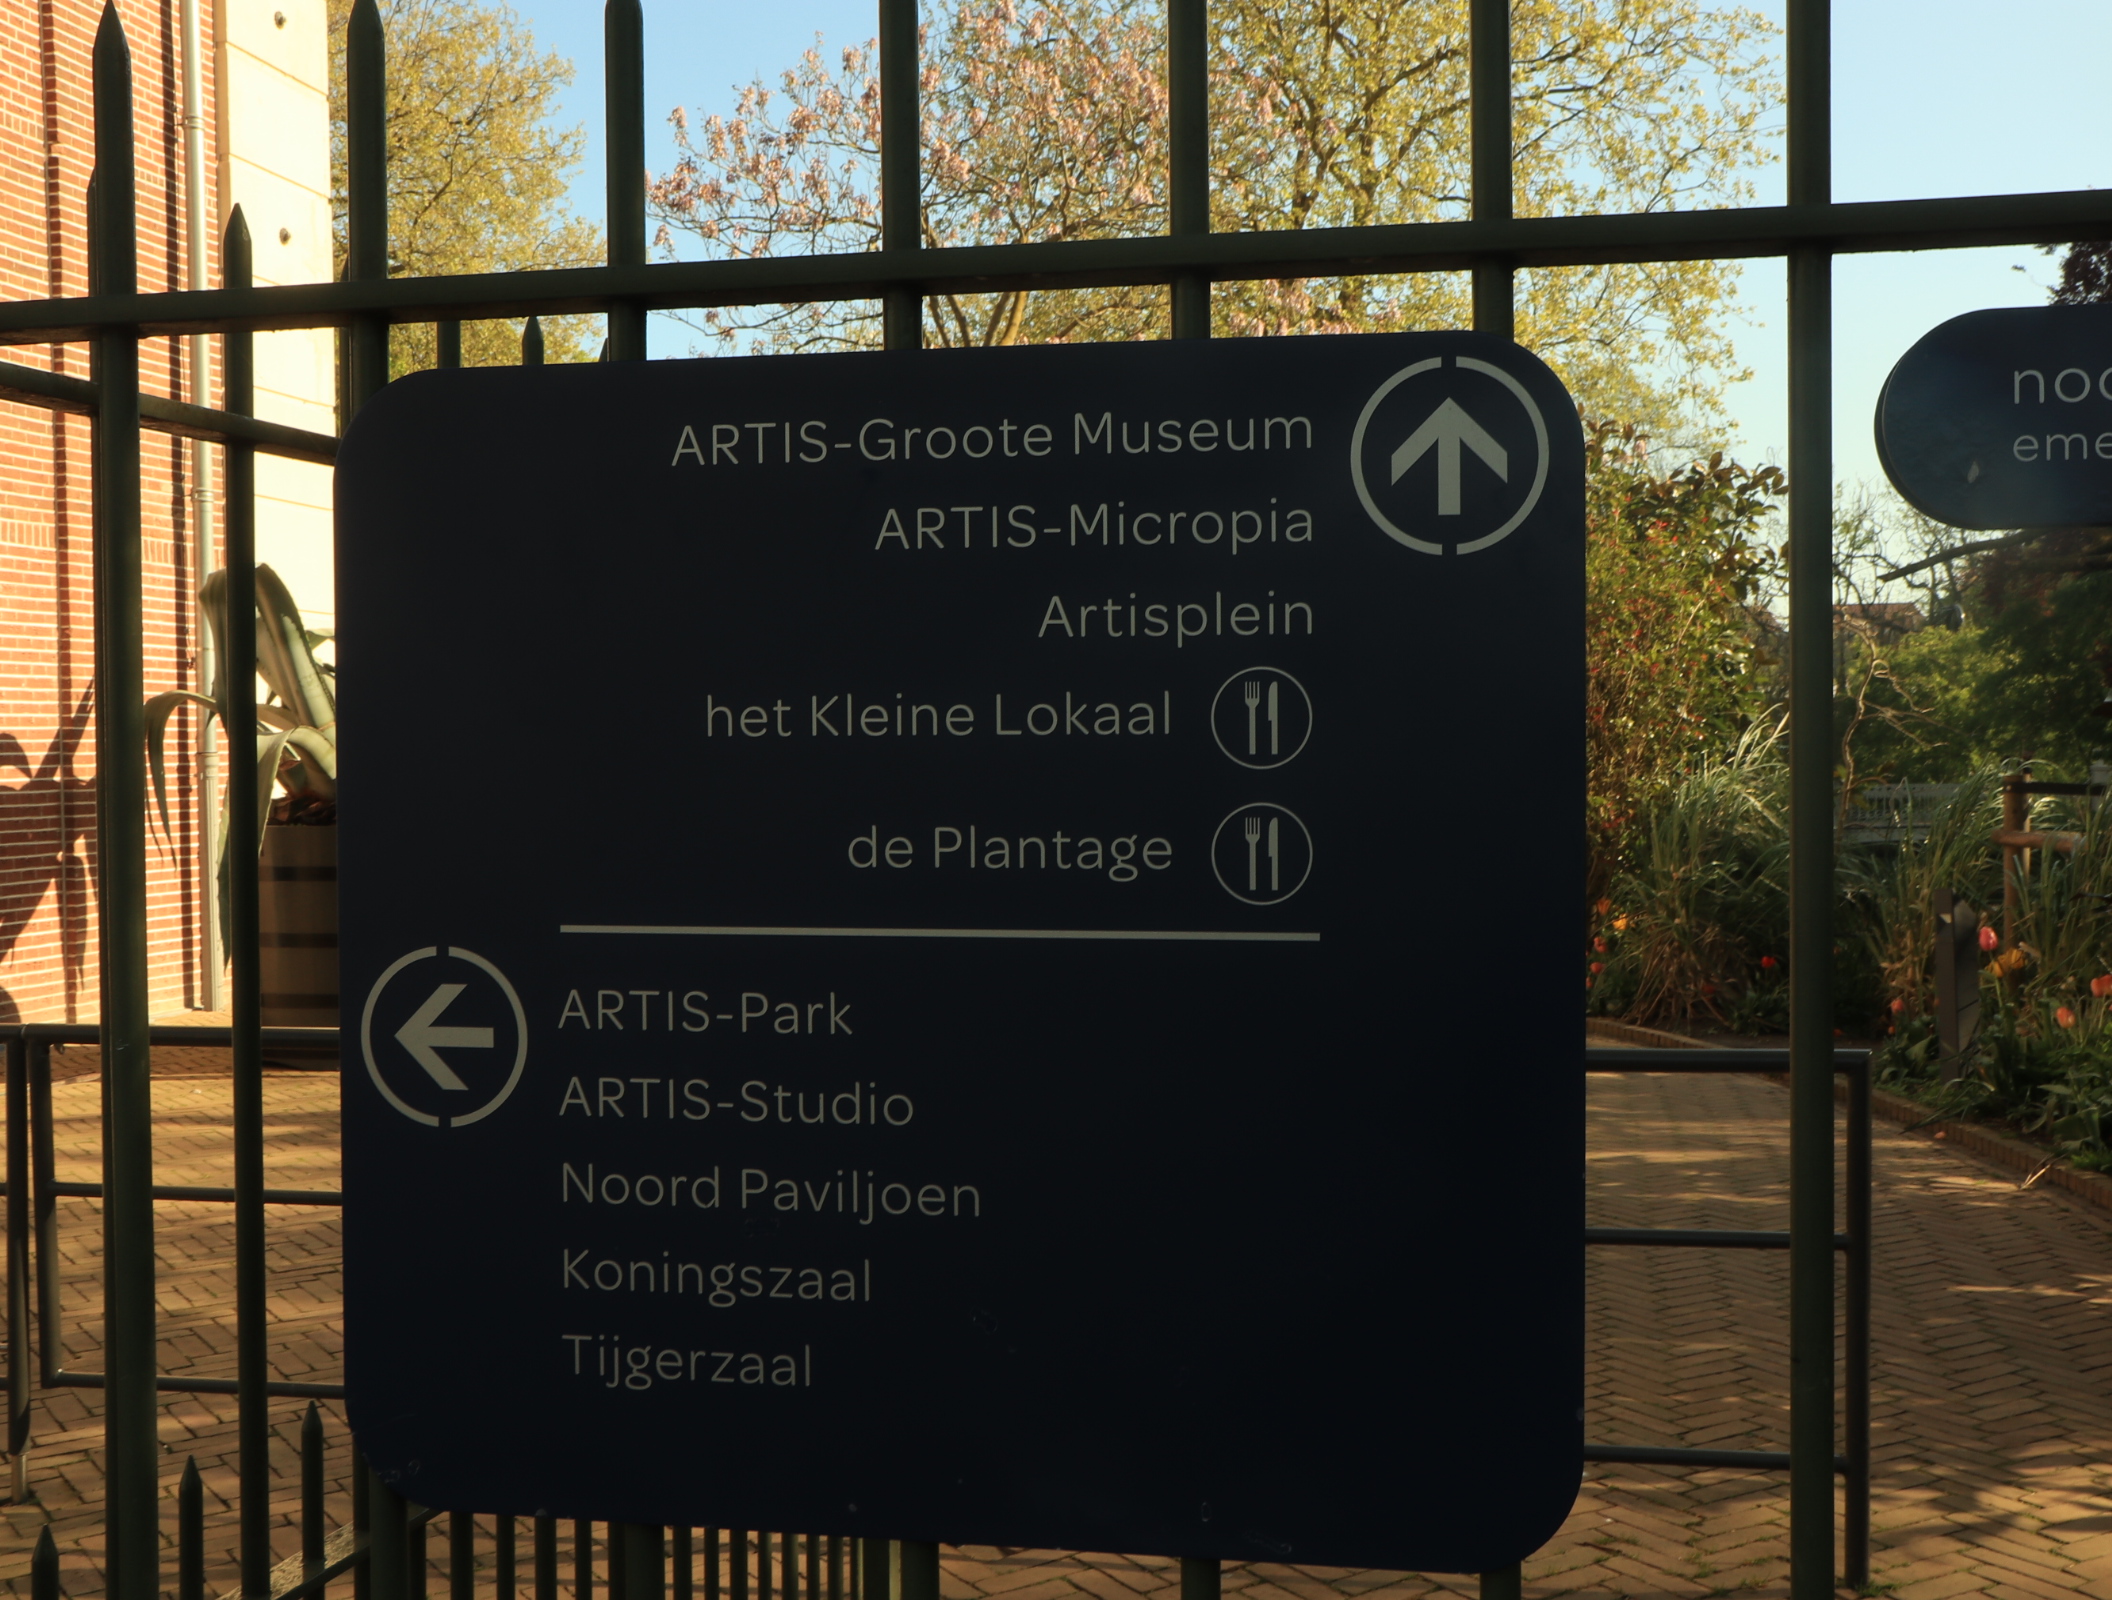 ARTIS-Groote Museum
ARTIS-Micropia
Artisplein
het Kleine Lokaal
de Plantage
ARTIS-Park
ARTIS-Studio
Noord Paviljoen
Koningszaal
Tijgerzaal